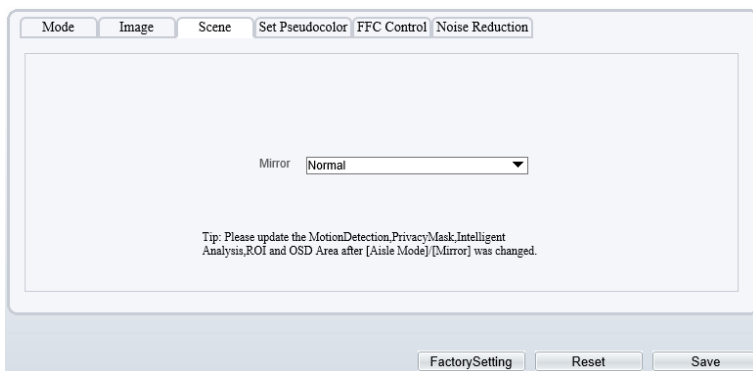 Mode Image Scene Set Pseudocolor FFC Control Noise Reduction
Mirror Normal
Tip: Please update the MotionDetection,PrivacyMask,Intelligent
Analysis,ROI and OSD Area after [Aisle Mode]/[Mirror] was changed.
FactorySetting Reset Save